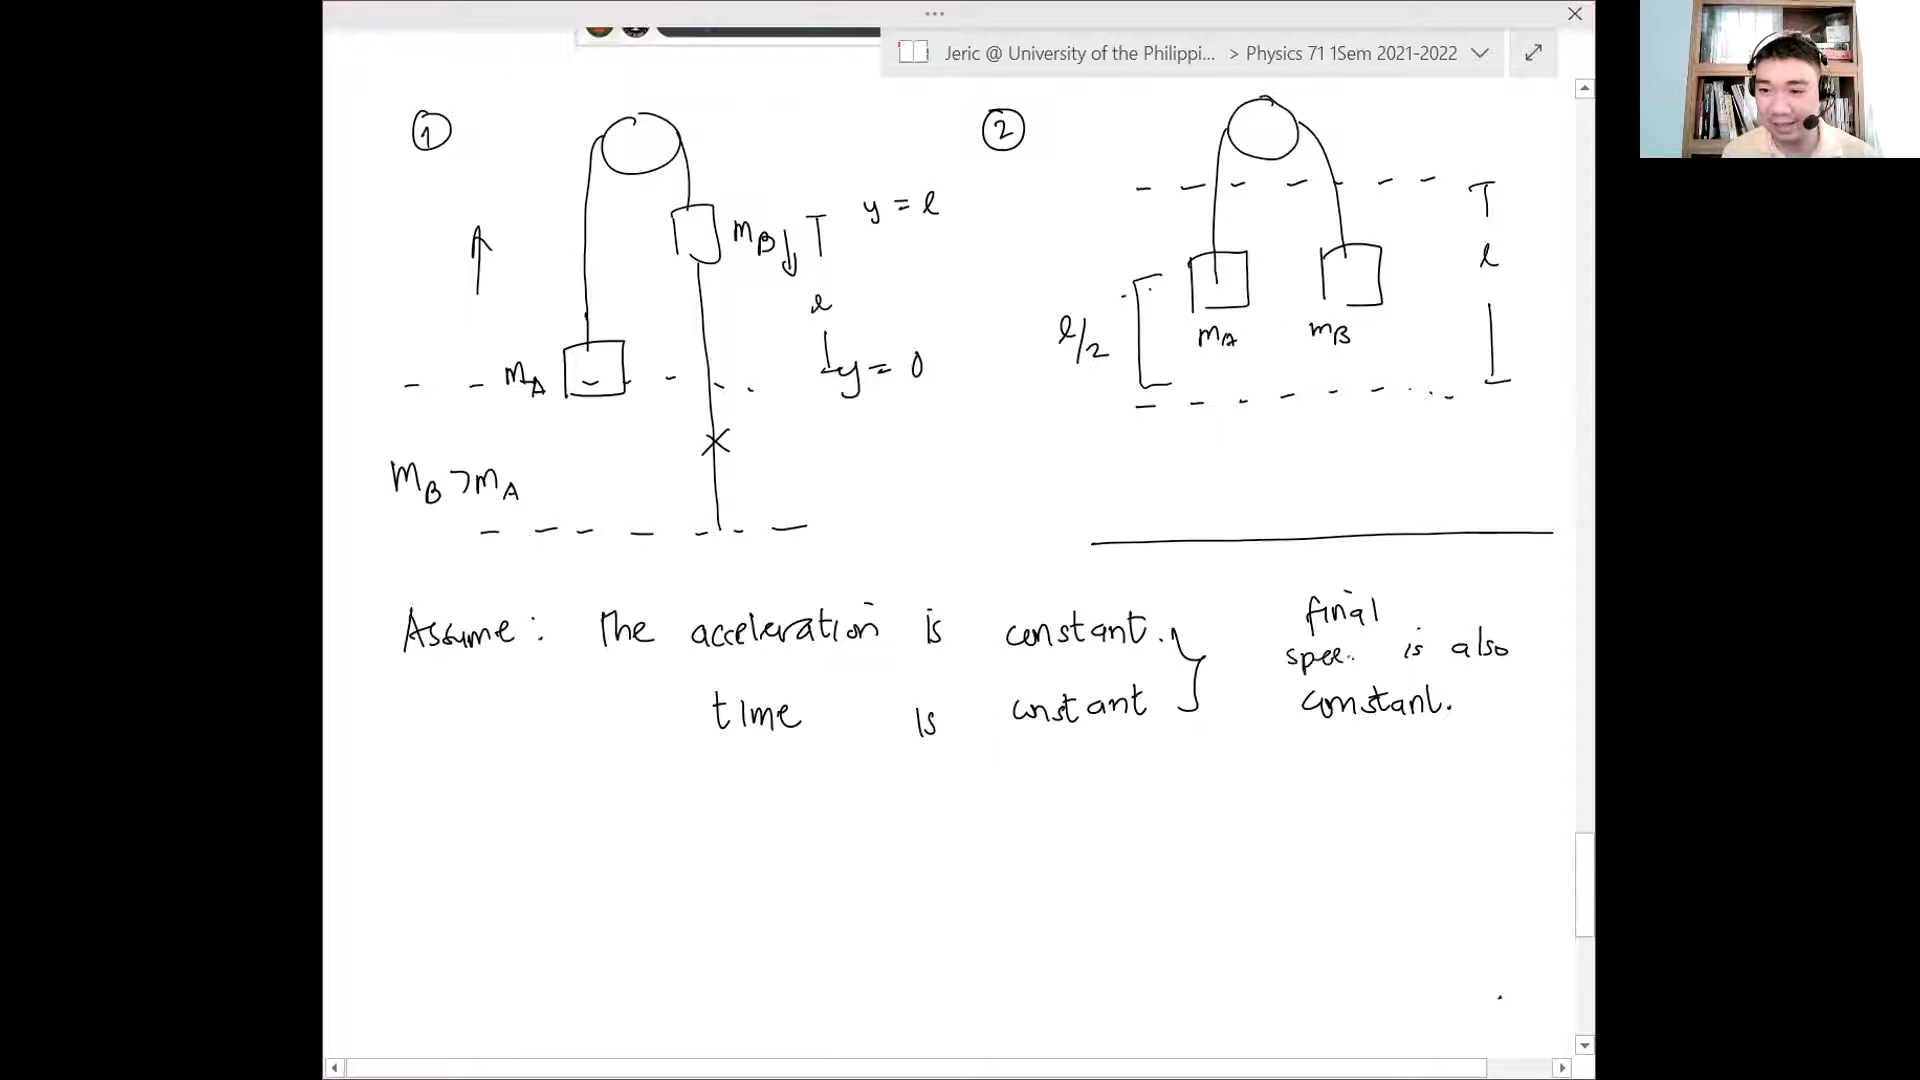 Jeric @ University of the Philippi... > Physics 71 1Sem 2021-2022
①
②
mB
y = l
l
l
mA
y = 0
l/2
mA
mB
mB > mA
Assume: The acceleration is constant.
time is constant
final
spee.. is also
constant.